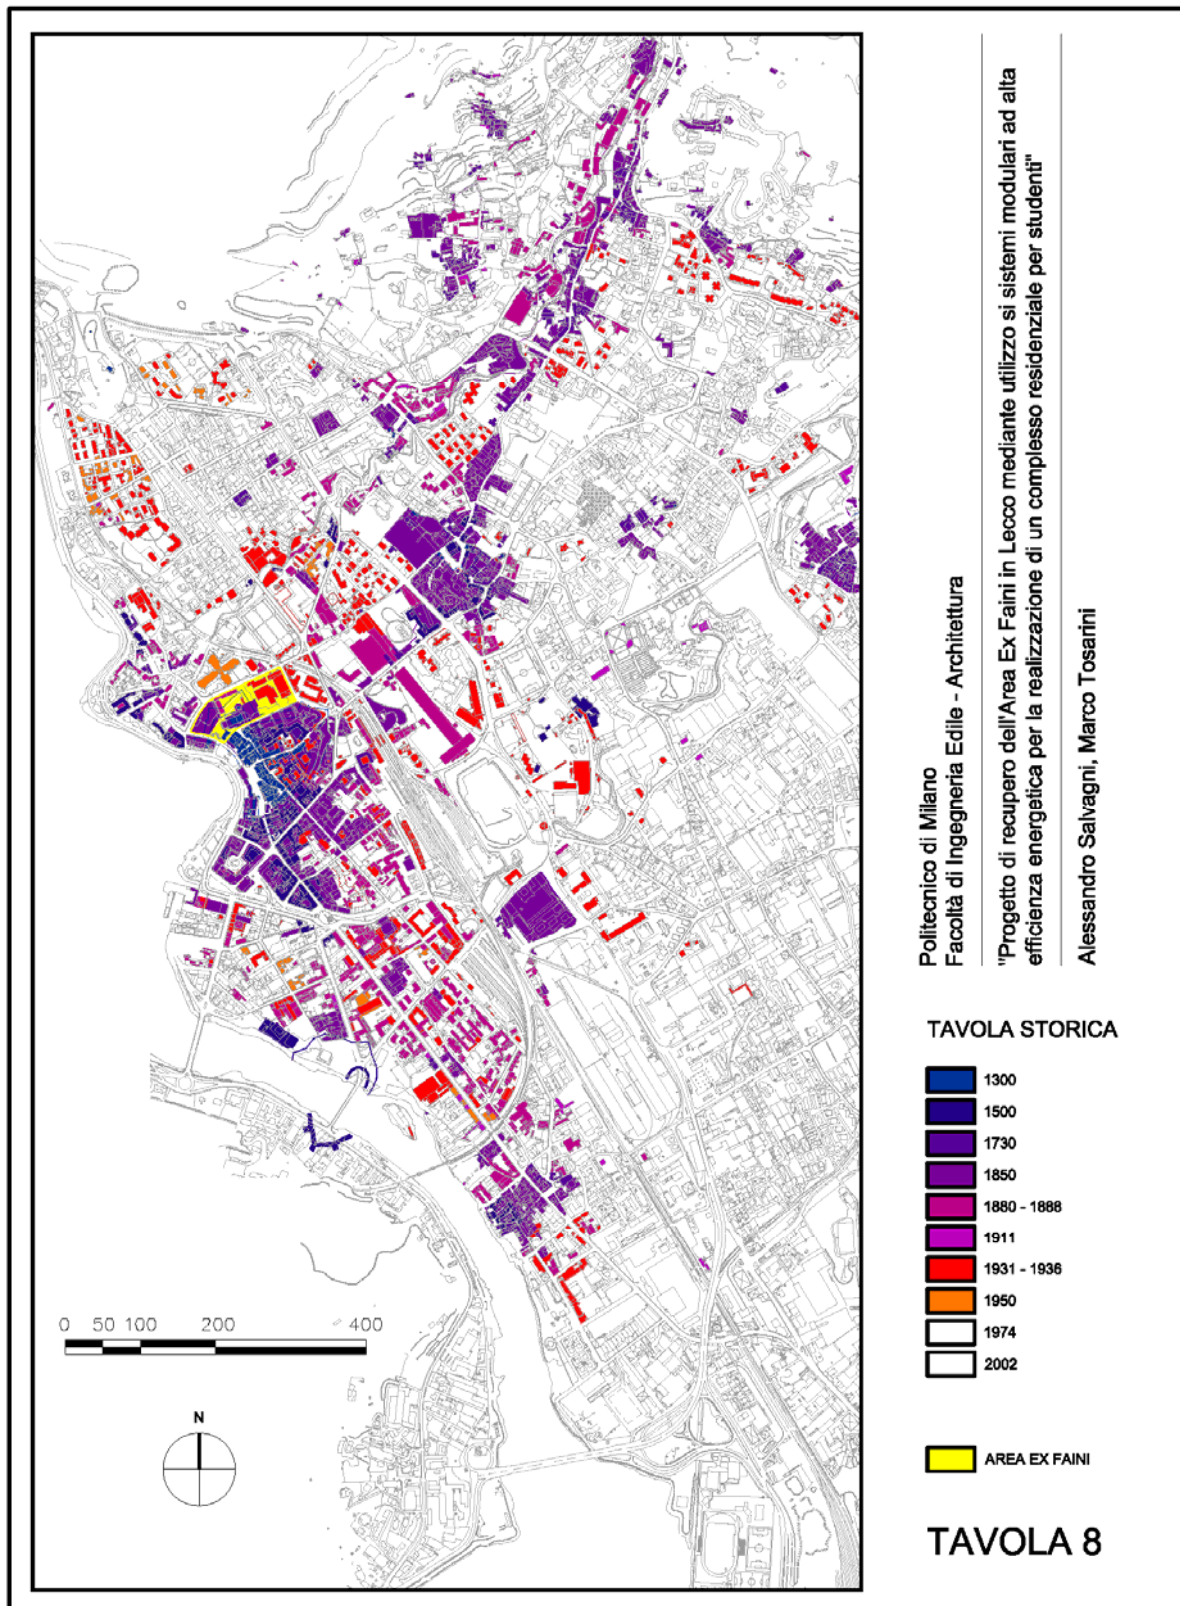 Politecnico di Milano
Facoltà di Ingegneria Edile - Architettura
"Progetto di recupero dell'Area Ex Faini in Lecco mediante utilizzo si sistemi modulari ad alta
efficienza energetica per la realizzazione di un complesso residenziale per studenti"
Alessandro Salvagni, Marco Tosarini
TAVOLA STORICA
1300
1500
1730
1850
1880 - 1888
1911
1931 - 1936
1950
1974
2002
AREA EX FAINI
TAVOLA 8
0 50 100 200 400
N